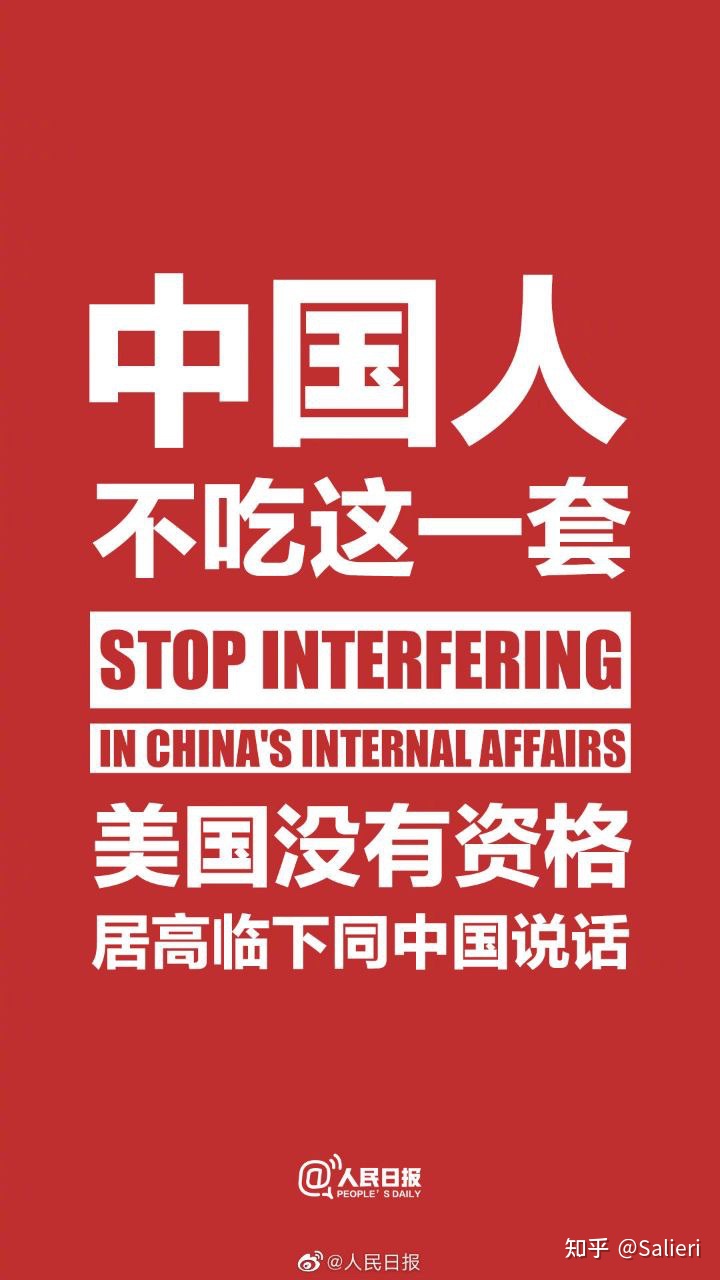 中国人
不吃这一套
STOP INTERFERING
IN CHINA'S INTERNAL AFFAIRS
美国没有资格
居高临下同中国说话
@人民日报
PEOPLE'S DAILY
@人民日报
知乎 @Salieri